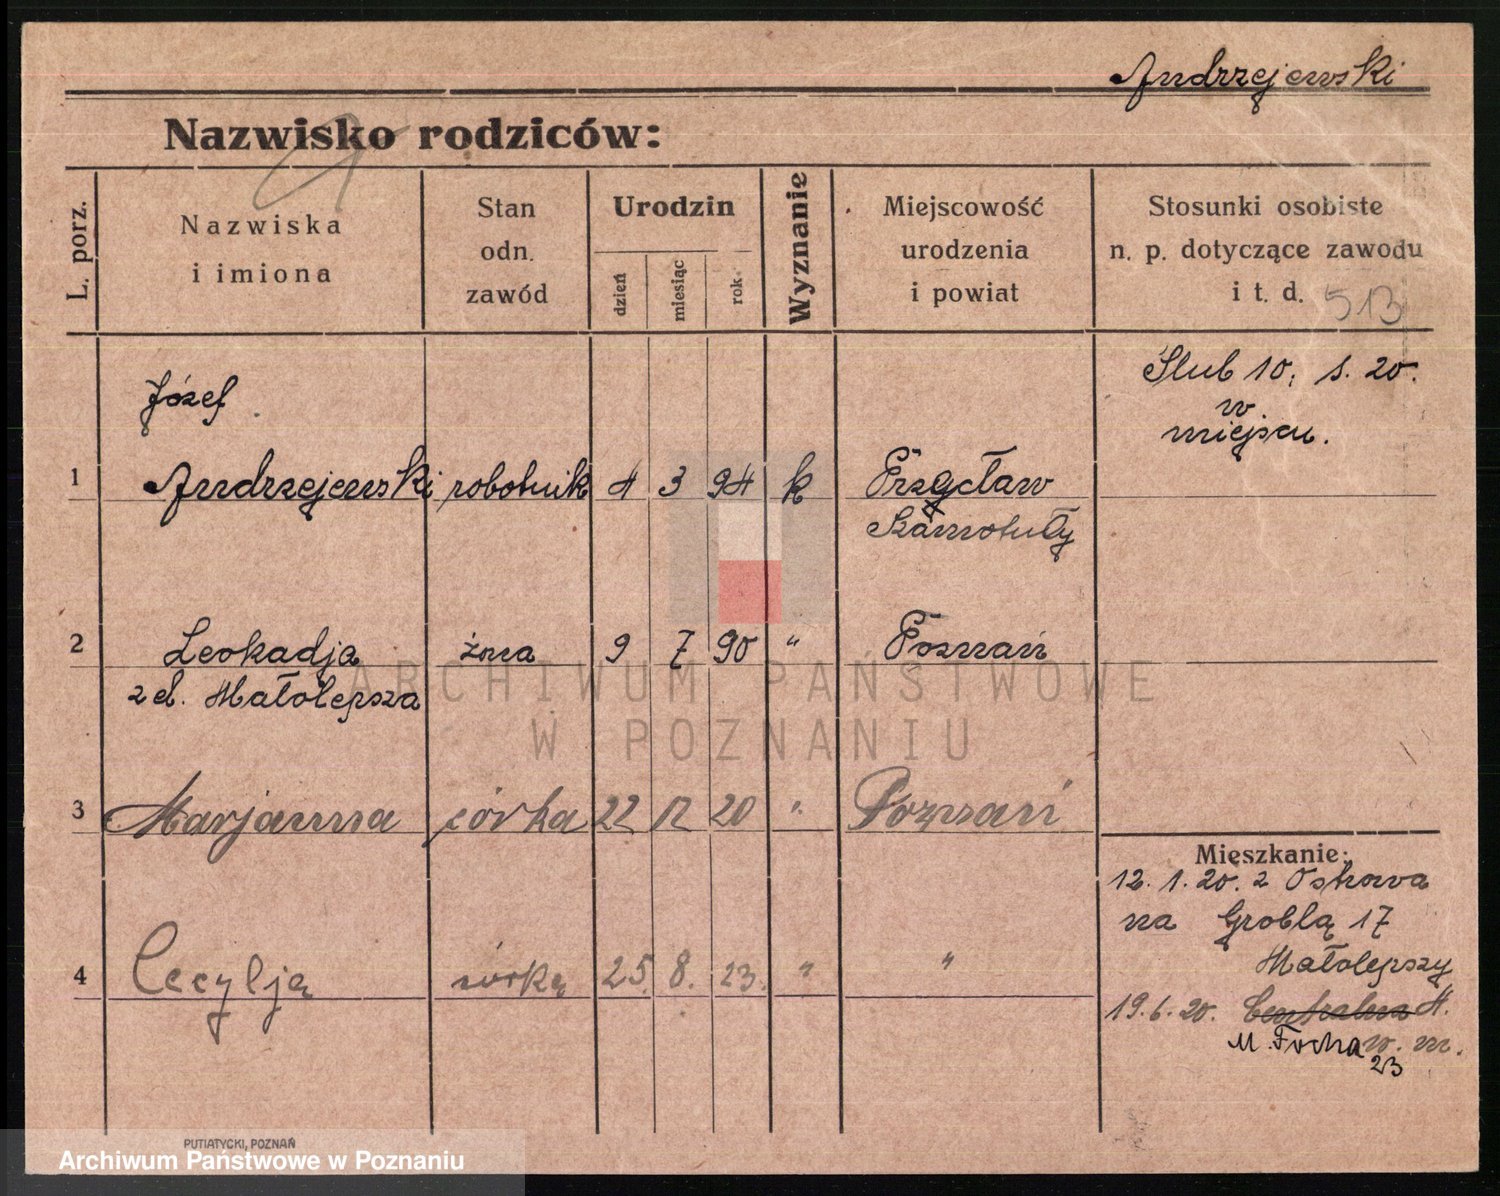 Andrzejewski
Nazwisko rodziców:
L. porz.
Nazwiska
i imiona
Stan
odn.
zawód
Urodzin
dzień
miesiąc
rok
Wyznanie
Miejscowość
urodzenia
i powiat
Stosunki osobiste
n. p. dotyczące zawodu
i t. d.
513
Józef
Ślub 10. 1. 20.
w
miejscu.
1 Andrzejewski robotnik 4 3 94 k
Szamotuły
2 Leokadja żona 9 7 90 " Poznań
z d. Małolepsza
3 Marjanna córka 22 12 20 " Poznań
Mieszkanie:
12. 1. 20. z Ostrowa
na Groblą 17
Małolepszy
4 Cecylja córka 25. 8. 23. " "
19. 6. 20. Centralna 4.
M. Focha w. m.
23
PUTIATYCKI, POZNAŃ
ARCHIWUM PAŃSTWOWE
W POZNANIU
Archiwum Państwowe w Poznaniu